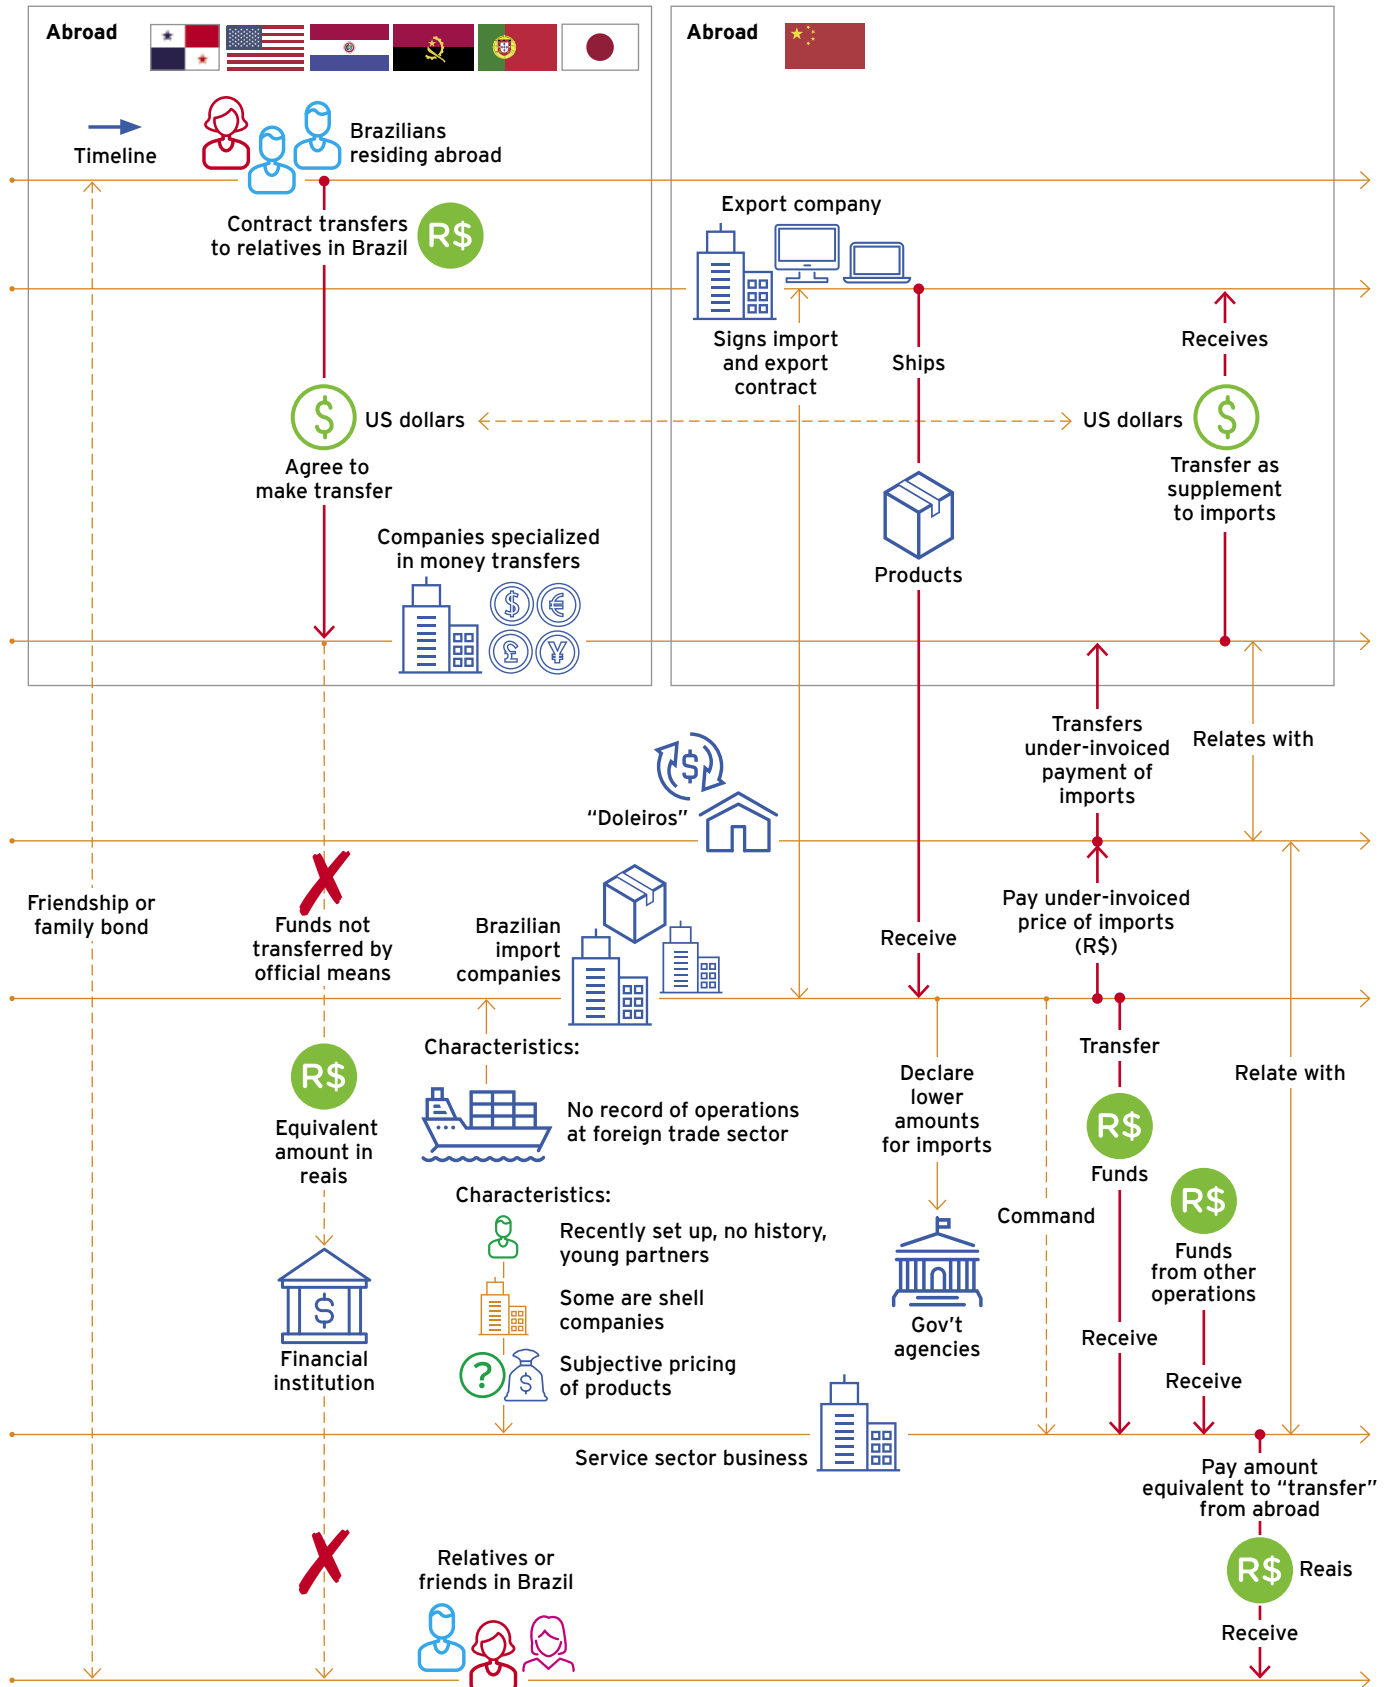 Abroad
Abroad
Timeline
Brazilians
residing abroad
Contract transfers
to relatives in Brazil
R$
Export company
Signs import
and export
contract
Ships
Receives
$
US dollars
US dollars
$
Agree to
make transfer
Transfer as
supplement
to imports
Companies specialized
in money transfers
$
€
£
¥
Products
Transfers
under-invoiced
payment of
imports
Relates with
$
“Doleiros”
Friendship or
family bond
Funds not
transferred by
official means
Brazilian
import
companies
Receive
Pay under-invoiced
price of imports
(R$)
R$
Equivalent
amount in
reais
Characteristics:
No record of operations
at foreign trade sector
Declare
lower
amounts
for imports
Transfer
R$
Funds
Relate with
Characteristics:
Recently set up, no history,
young partners
Some are shell
companies
?
$
Subjective pricing
of products
Command
R$
Funds
from other
operations
$
Financial
institution
Gov’t
agencies
Receive
Receive
Service sector business
Pay amount
equivalent to “transfer”
from abroad
R$
Reais
Receive
Relatives or
friends in Brazil